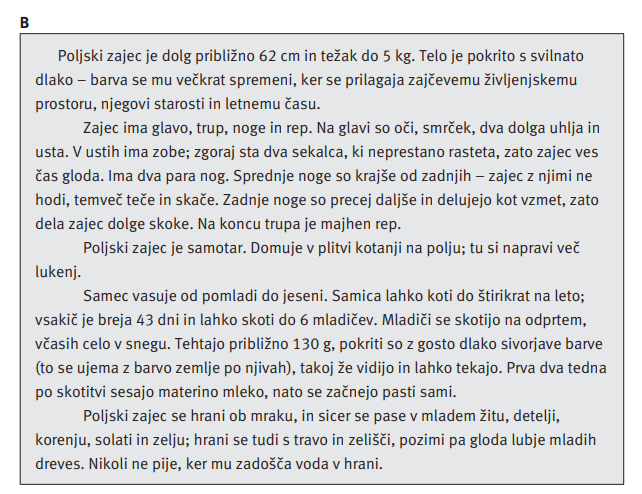 B
Poljski zajec je dolg približno 62 cm in težak do 5 kg. Telo je pokrito s svilnato
dlako – barva se mu večkrat spremeni, ker se prilagaja zajčevemu življenjskemu
prostoru, njegovi starosti in letnemu času.
Zajec ima glavo, trup, noge in rep. Na glavi so oči, smrček, dva dolga uhlja in
usta. V ustih ima zobe; zgoraj sta dva sekalca, ki neprestano rasteta, zato zajec ves
čas gloda. Ima dva para nog. Sprednje noge so krajše od zadnjih – zajec z njimi ne
hodi, temveč teče in skače. Zadnje noge so precej daljše in delujejo kot vzmet, zato
dela zajec dolge skoke. Na koncu trupa je majhen rep.
Poljski zajec je samotar. Domuje v plitvi kotanji na polju; tu si napravi več
lukenj.
Samec vasuje od pomladi do jeseni. Samica lahko koti do štirikrat na leto;
vsakič je breja 43 dni in lahko skoti do 6 mladičev. Mladiči se skotijo na odprtem,
včasih celo v snegu. Tehtajo približno 130 g, pokriti so z gosto dlako sivorjave barve
(to se ujema z barvo zemlje po njivah), takoj že vidijo in lahko tekajo. Prva dva tedna
po skotitvi sesajo materino mleko, nato se začnejo pasti sami.
Poljski zajec se hrani ob mraku, in sicer se pase v mladem žitu, detelji,
korenju, solati in zelju; hrani se tudi s travo in zelišči, pozimi pa gloda lubje mladih
dreves. Nikoli ne pije, ker mu zadošča voda v hrani.